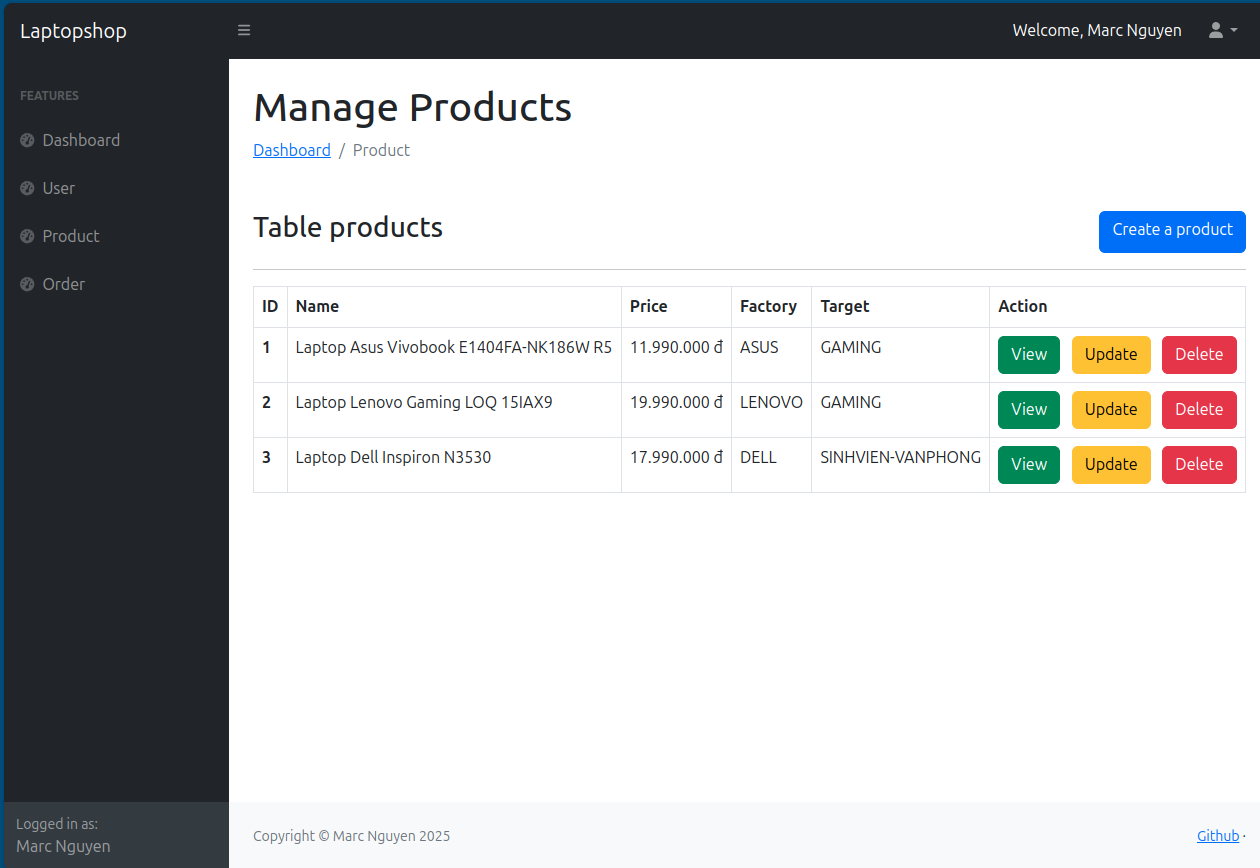 Laptopshop
Welcome, Marc Nguyen
FEATURES
Dashboard
User
Product
Order
Manage Products
Dashboard / Product
Table products
Create a product
ID Name Price Factory Target Action
1 Laptop Asus Vivobook E1404FA-NK186W R5 11.990.000 đ ASUS GAMING View Update Delete
2 Laptop Lenovo Gaming LOQ 15IAX9 19.990.000 đ LENOVO GAMING View Update Delete
3 Laptop Dell Inspiron N3530 17.990.000 đ DELL SINHVIEN-VANPHONG View Update Delete
Logged in as:
Marc Nguyen
Copyright © Marc Nguyen 2025
Github ·